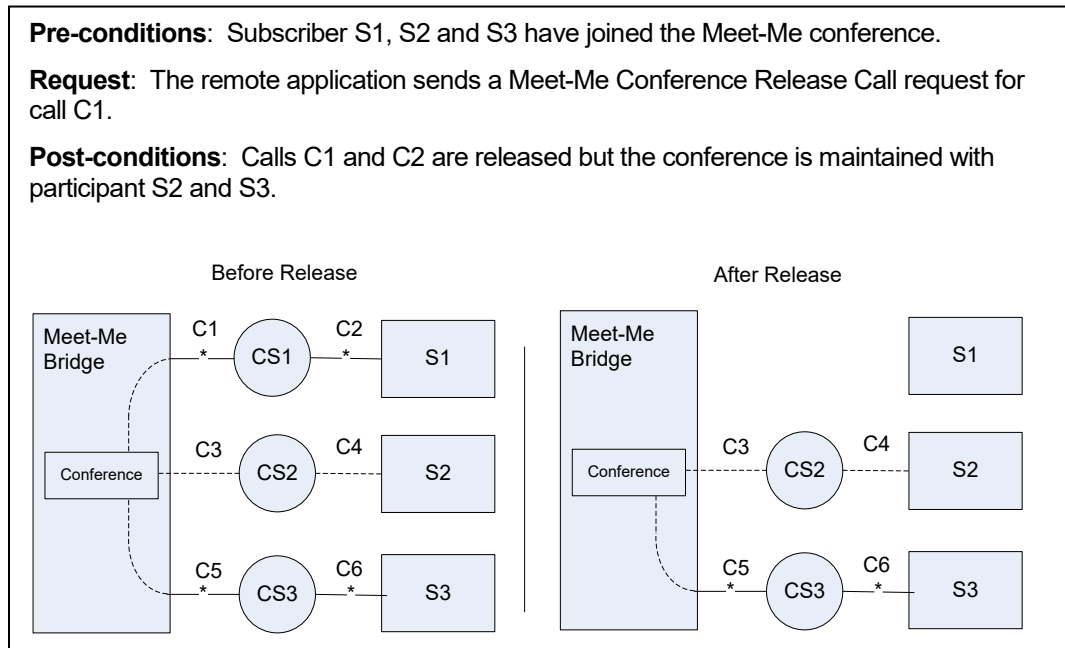 Pre-conditions: Subscriber S1, S2 and S3 have joined the Meet-Me conference.
Request: The remote application sends a Meet-Me Conference Release Call request for
call C1.
Post-conditions: Calls C1 and C2 are released but the conference is maintained with
participant S2 and S3.
Before Release
After Release
Meet-Me
Bridge
C1
*
CS1
C2
*
S1
Conference
C3
CS2
C4
S2
C5
*
CS3
C6
*
S3
Meet-Me
Bridge
S1
Conference
C3
CS2
C4
S2
C5
*
CS3
C6
*
S3